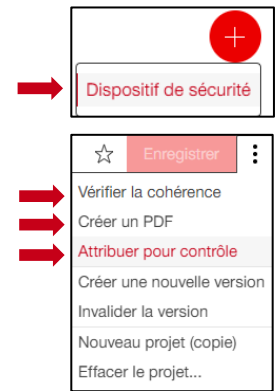 Dispositif de sécurité
Enregistrer
Vérifier la cohérence
Créer un PDF
Attribuer pour contrôle
Créer une nouvelle version
Invalider la version
Nouveau projet (copie)
Effacer le projet...